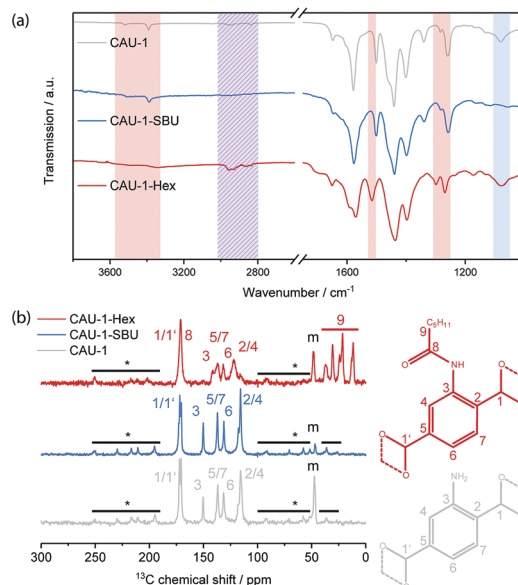 (a)
Transmission / a.u.
CAU-1
CAU-1-SBU
CAU-1-Hex
3600 3200 2800 1600 1200
Wavenumber / cm⁻¹
(b)
CAU-1-Hex
CAU-1-SBU
CAU-1
1/1' 8 3 5/7 6 2/4 m 9
* *
1/1' 3 5/7 6 2/4 m
* *
1/1' 3 5/7 6 2/4 m
* *
300 250 200 150 100 50 0
¹³C chemical shift / ppm
C₅H₁₁
9
8
O
NH
3
4
2
O
1
5
7
6
1'
O
O
NH₂
3
4
2
O
1
5
7
6
1'
O
O